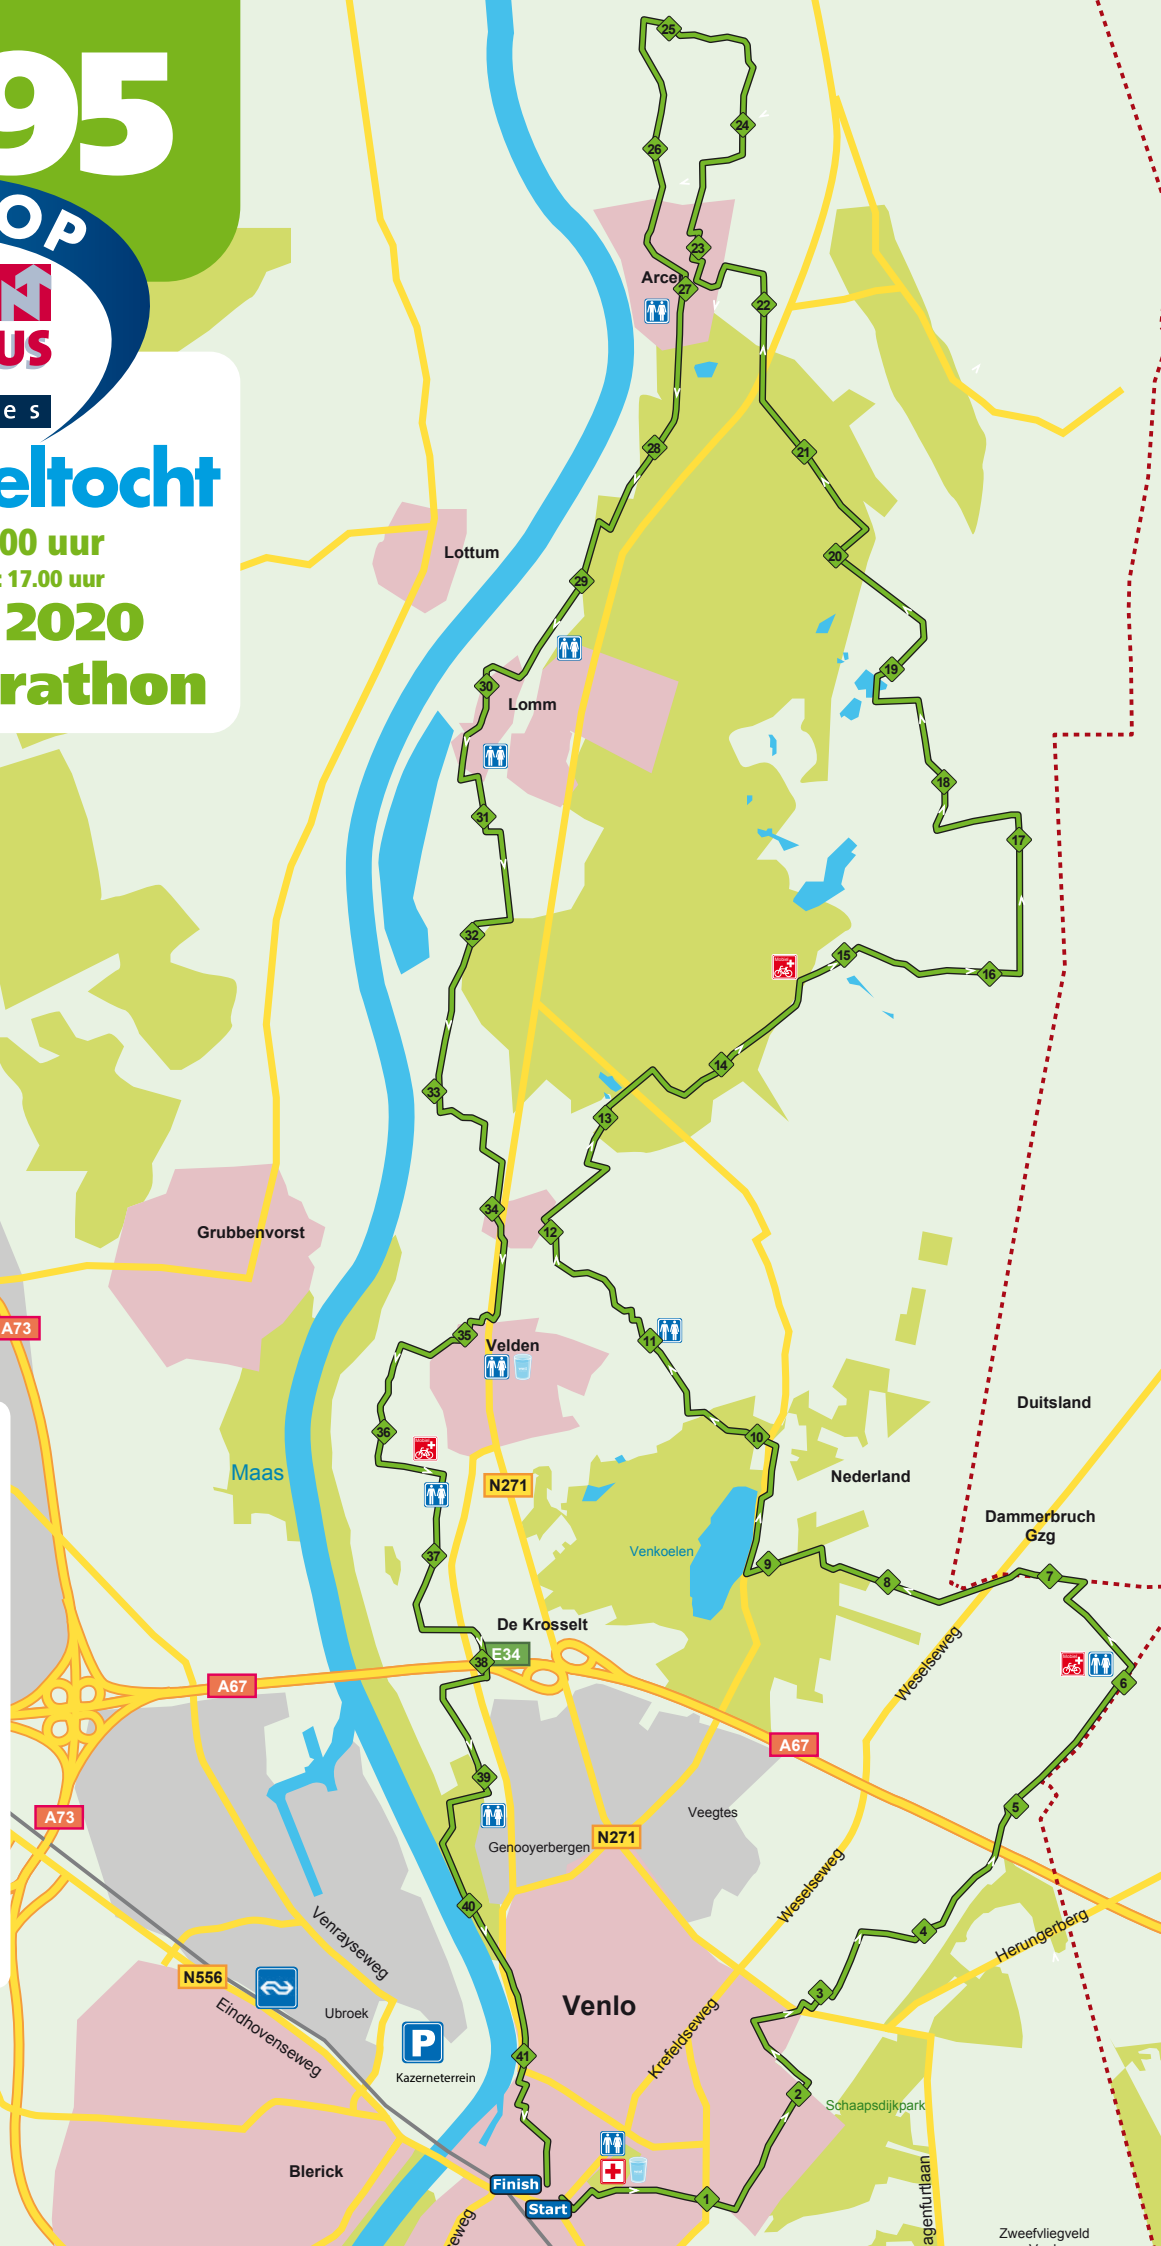 95
OP
N
US
es
eltocht
00 uur
: 17.00 uur
2020
rathon
25
24
26
23
Arcen
27
22
28
21
Lottum
20
29
19
30
Lomm
18
31
17
32
15
16
14
33
13
34
12
Grubbenvorst
A73
35
Velden
11
Duitsland
36
10
Maas
Nederland
N271
Dammerbruch
Gzg
Venkoelen
37
9
8
7
De Krosselt
E34
38
Weselseweg
6
A67
A67
39
5
Veegtes
A73
Genooyerbergen
N271
Weselseweg
40
4
Venrayseweg
Herungerberg
N556
3
Venlo
Ubroek
Eindhovenseweg
P
Krefeldseweg
41
Kazerneterrein
2
Schaapsdijkpark
Blerick
Finish
1
Start
agenfurtlaan
seweg
Zweefvliegveld